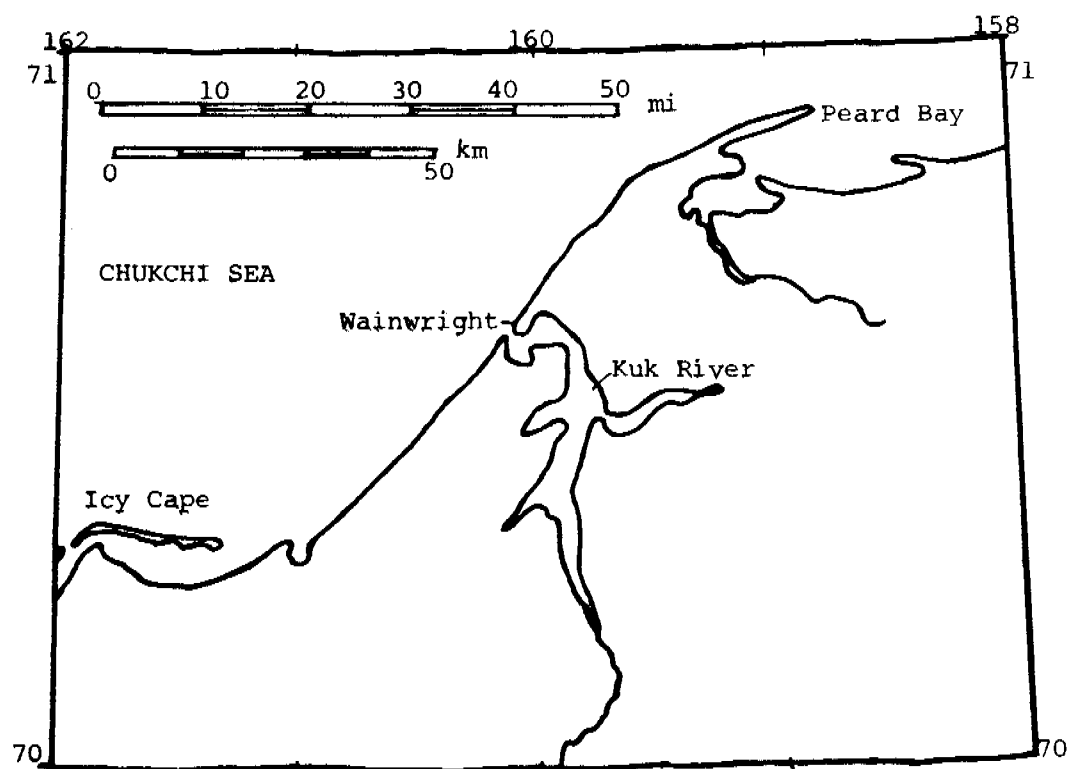 162 160 158
71 71
0 10 20 30 40 50 mi
Peard Bay
km
0 50
CHUKCHI SEA
Wainwright
Kuk River
Icy Cape
70 70